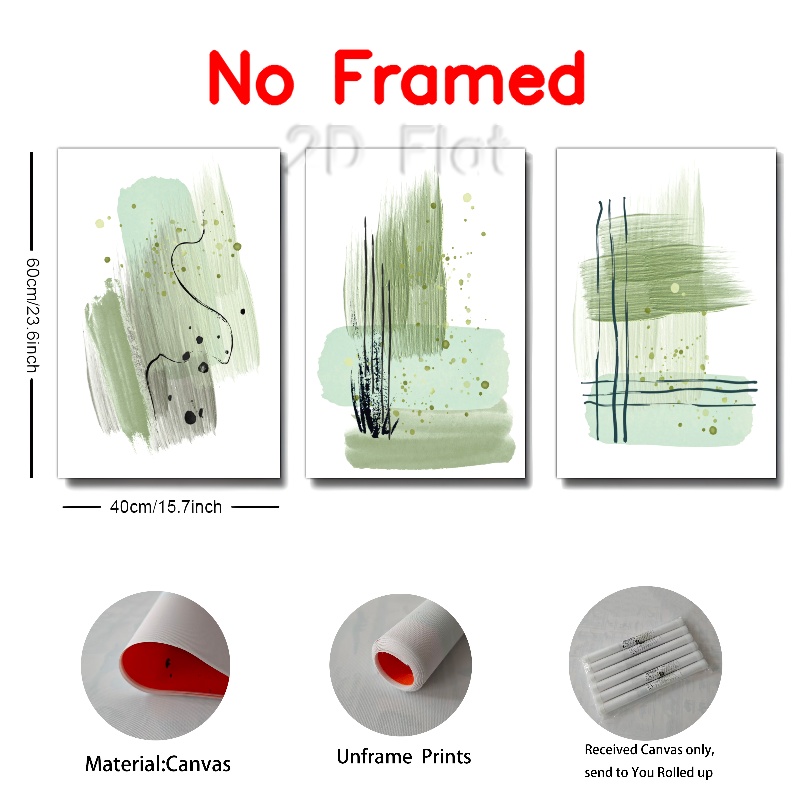 No Framed
2D Flat
60cm/23.6inch
40cm/15.7inch
Material:Canvas
Unframe Prints
Received Canvas only,
send to You Rolled up